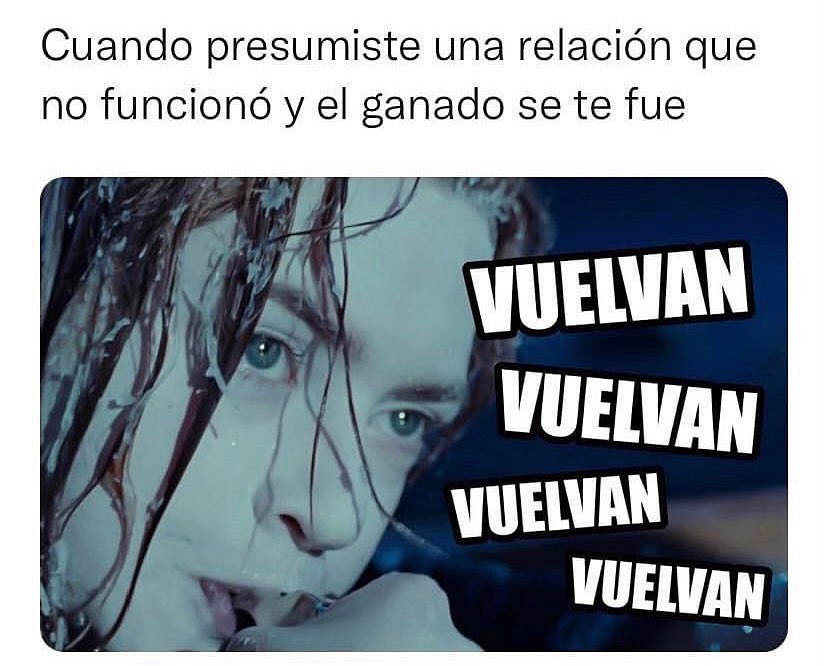 Cuando presumiste una relación que
no funcionó y el ganado se te fue
VUELVAN
VUELVAN
VUELVAN
VUELVAN